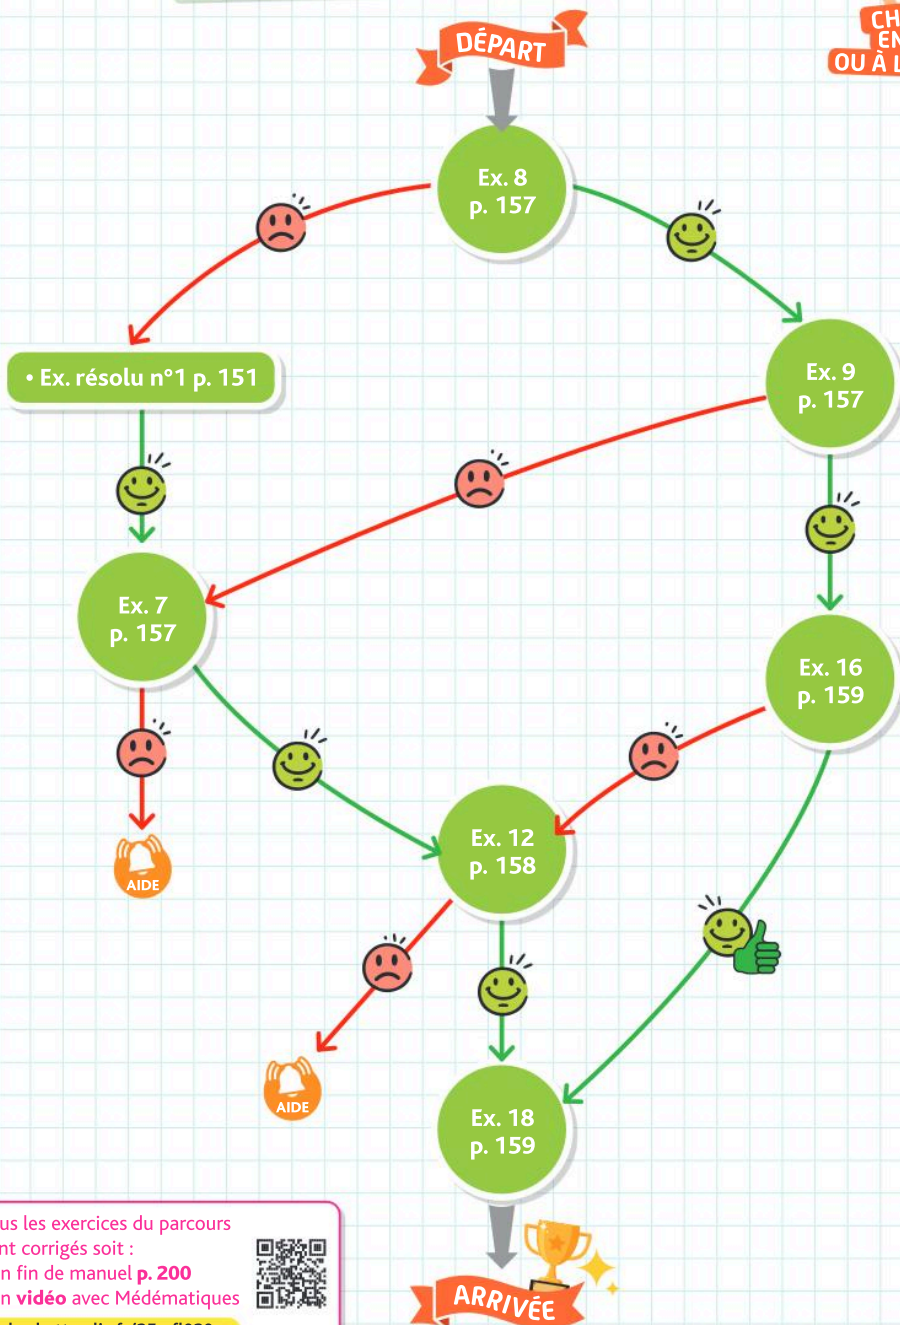 DÉPART
CH
EN
OU À L
Ex. 8
p. 157
• Ex. résolu n°1 p. 151
Ex. 9
p. 157
Ex. 7
p. 157
Ex. 16
p. 159
AIDE
Ex. 12
p. 158
AIDE
Ex. 18
p. 159
us les exercices du parcours
nt corrigés soit :
n fin de manuel p. 200
n vidéo avec Médématiques
ARRIVÉE